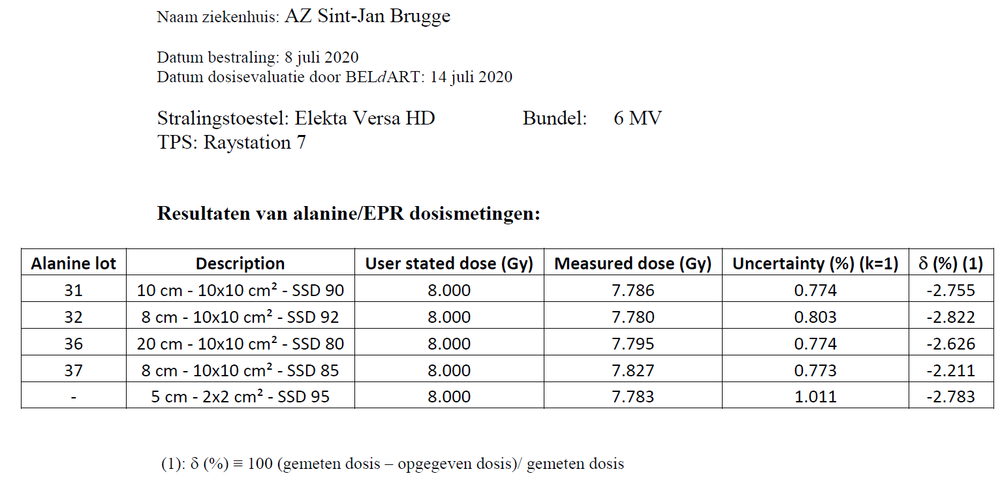 Naam ziekenhuis: AZ Sint-Jan Brugge
Datum bestraling: 8 juli 2020
Datum dosisevaluatie door BELdART: 14 juli 2020
Stralingstoestel: Elekta Versa HD Bundel: 6 MV
TPS: Raystation 7
Resultaten van alanine/EPR dosismetingen:
Alanine lot Description User stated dose (Gy) Measured dose (Gy) Uncertainty (%) (k=1) δ (%) (1)
31 10 cm - 10x10 cm² - SSD 90 8.000 7.786 0.774 -2.755
32 8 cm - 10x10 cm² - SSD 92 8.000 7.780 0.803 -2.822
36 20 cm - 10x10 cm² - SSD 80 8.000 7.795 0.774 -2.626
37 8 cm - 10x10 cm² - SSD 85 8.000 7.827 0.773 -2.211
- 5 cm - 2x2 cm² - SSD 95 8.000 7.783 1.011 -2.783
(1): δ (%) ≡ 100 (gemeten dosis – opgegeven dosis)/ gemeten dosis